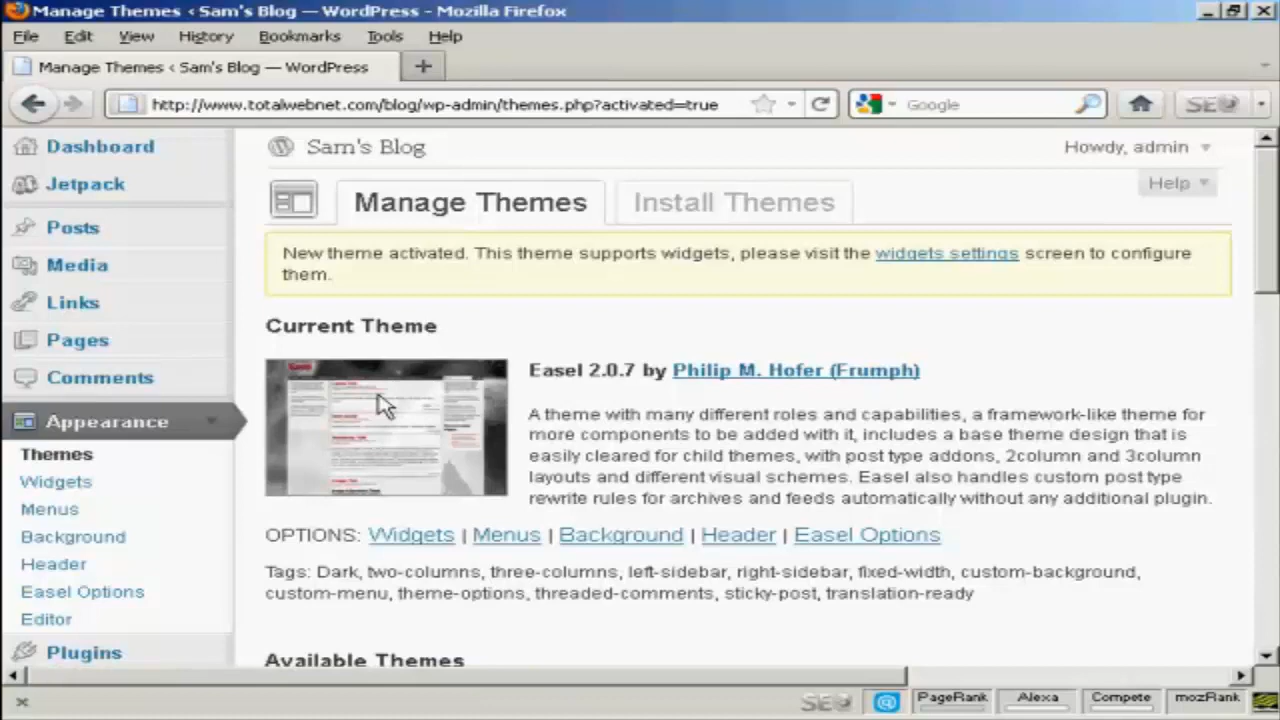 Manage Themes ‹ Sam's Blog — WordPress - Mozilla Firefox
File Edit View History Bookmarks Tools Help
Manage Themes ‹ Sam's Blog — WordPress
http://www.totalwebnet.com/blog/wp-admin/themes.php?activated=true
Google
SEO
Dashboard
Jetpack
Posts
Media
Links
Pages
Comments
Appearance
Themes
Widgets
Menus
Background
Header
Easel Options
Editor
Plugins
Sam's Blog
Howdy, admin
Help
Manage Themes
Install Themes
New theme activated. This theme supports widgets, please visit the widgets settings screen to configure
them.
Current Theme
Easel 2.0.7 by Philip M. Hofer (Frumph)
A theme with many different roles and capabilities, a framework-like theme for
more components to be added with it, includes a base theme design that is
easily cleared for child themes, with post type addons, 2column and 3column
layouts and different visual schemes. Easel also handles custom post type
rewrite rules for archives and feeds automatically without any additional plugin.
OPTIONS: Widgets | Menus | Background | Header | Easel Options
Tags: Dark, two-columns, three-columns, left-sidebar, right-sidebar, fixed-width, custom-background,
custom-menu, theme-options, threaded-comments, sticky-post, translation-ready
Available Themes
SEO
PageRank
Alexa
Compete
mozRank